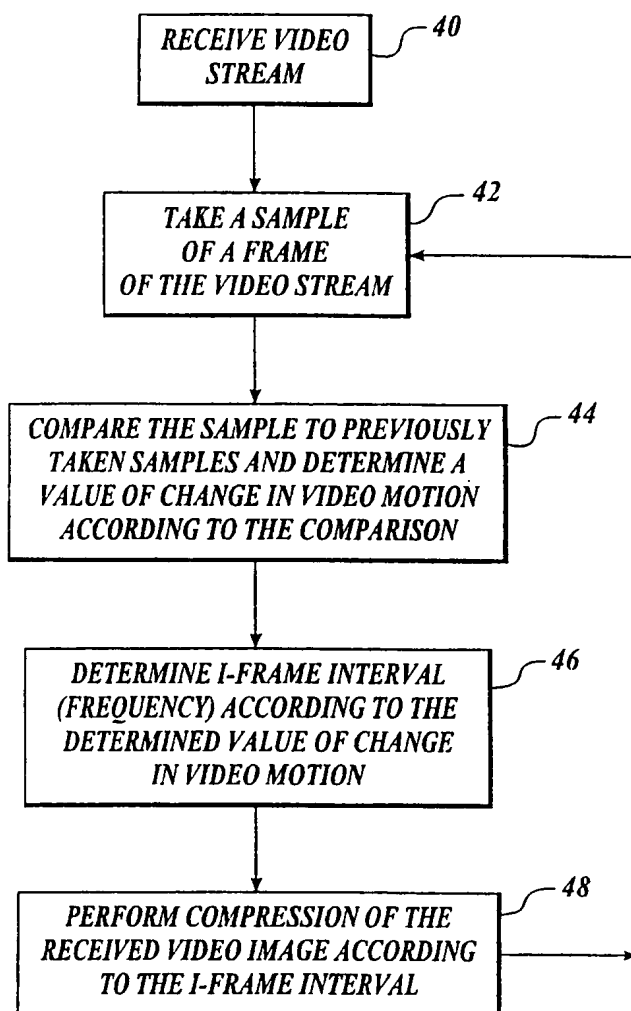 RECEIVE VIDEO
STREAM
40
TAKE A SAMPLE
OF A FRAME
OF THE VIDEO STREAM
42
COMPARE THE SAMPLE TO PREVIOUSLY
TAKEN SAMPLES AND DETERMINE A
VALUE OF CHANGE IN VIDEO MOTION
ACCORDING TO THE COMPARISON
44
DETERMINE I-FRAME INTERVAL
(FREQUENCY) ACCORDING TO THE
DETERMINED VALUE OF CHANGE
IN VIDEO MOTION
46
PERFORM COMPRESSION OF THE
RECEIVED VIDEO IMAGE ACCORDING
TO THE I-FRAME INTERVAL
48